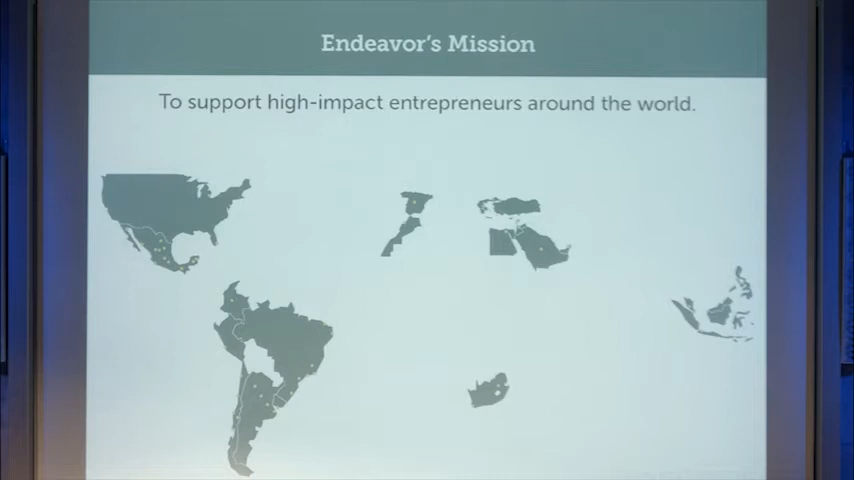 Endeavor's Mission
To support high-impact entrepreneurs around the world.